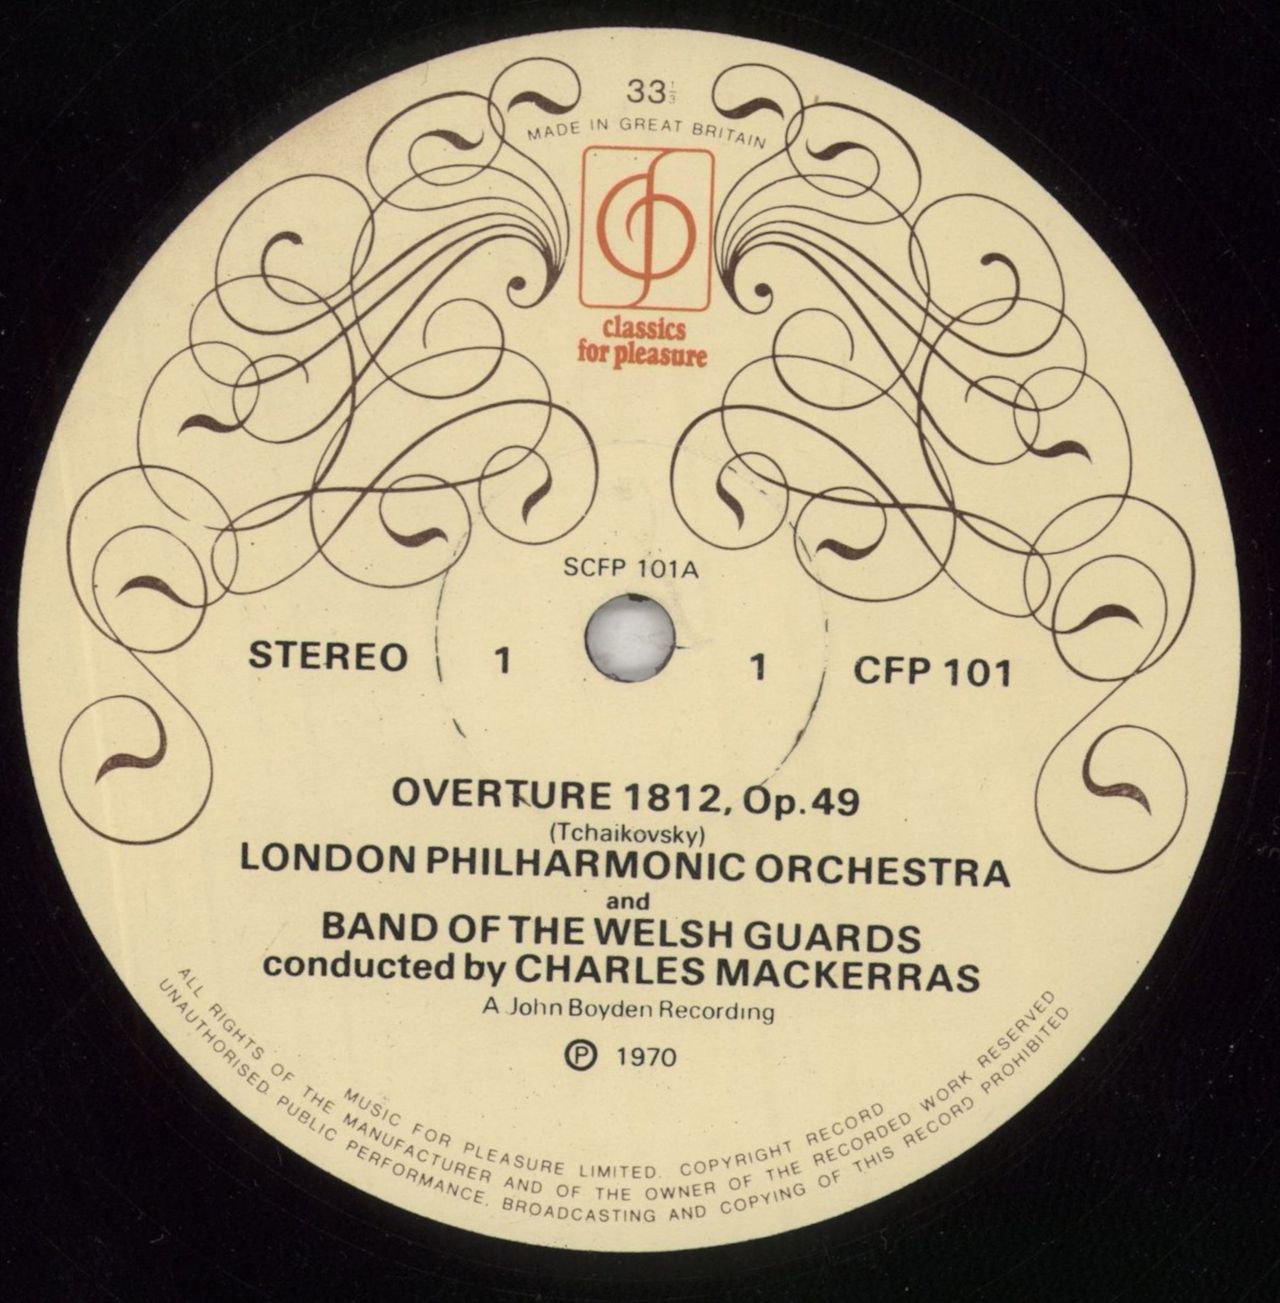 33⅓
MADE IN GREAT BRITAIN
classics
for pleasure
SCFP 101A
STEREO 1 1 CFP 101
OVERTURE 1812, Op.49
(Tchaikovsky)
LONDON PHILHARMONIC ORCHESTRA
and
BAND OF THE WELSH GUARDS
conducted by CHARLES MACKERRAS
A John Boyden Recording
℗ 1970
MUSIC FOR PLEASURE LIMITED. COPYRIGHT RECORD
ALL RIGHTS OF THE MANUFACTURER AND OF THE OWNER OF THE RECORDED WORK RESERVED
UNAUTHORISED PUBLIC PERFORMANCE, BROADCASTING AND COPYING OF THIS RECORD PROHIBITED